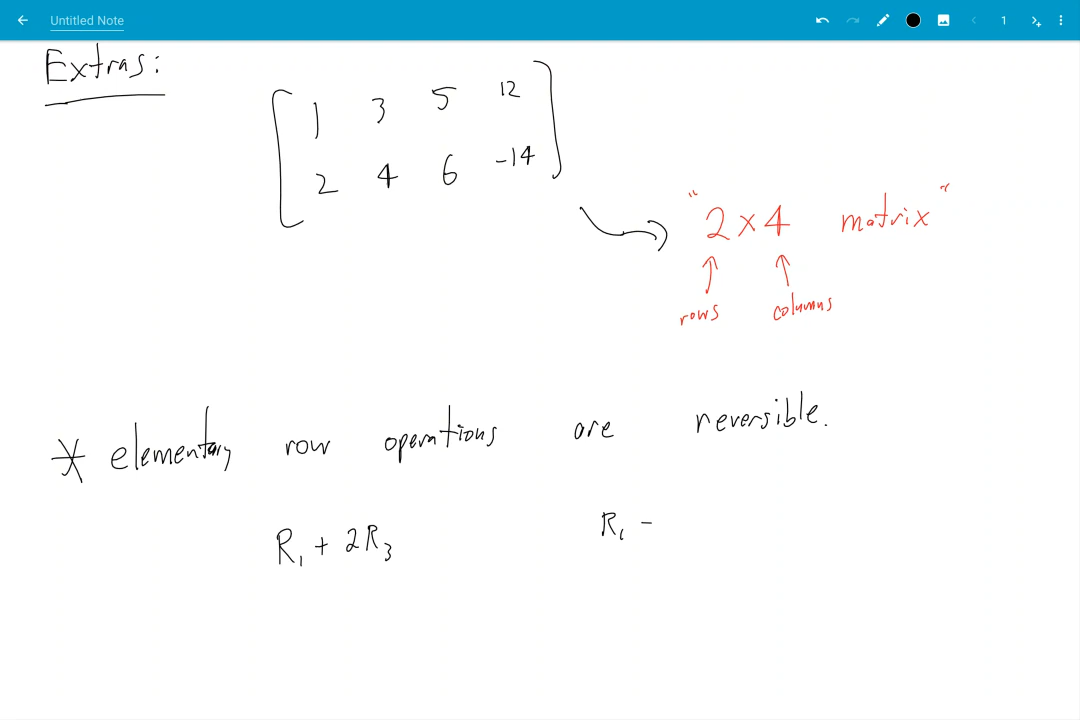 Untitled Note
1
Extras:
1 3 5 12
2 4 6 -14
"2 × 4 matrix"
rows columns
* elementary row operations are reversible.
R₁ + 2R₃ R₁ -